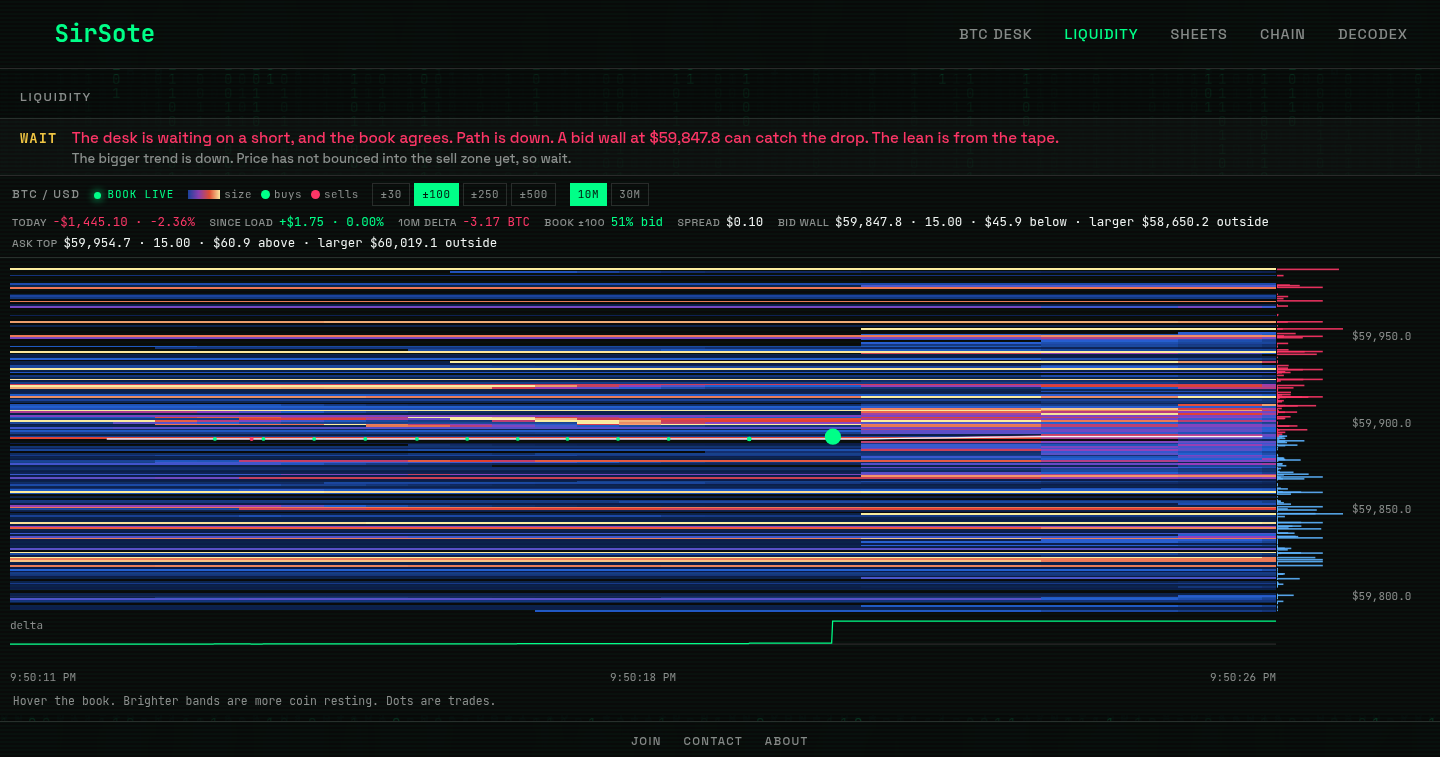 SirSote
BTC DESK LIQUIDITY SHEETS CHAIN DECODEX
LIQUIDITY
WAIT The desk is waiting on a short, and the book agrees. Path is down. A bid wall at $59,847.8 can catch the drop. The lean is from the tape.
The bigger trend is down. Price has not bounced into the sell zone yet, so wait.
BTC / USD BOOK LIVE size buys sells ±30 ±100 ±250 ±500 10M 30M
TODAY -$1,445.10 · -2.36% SINCE LOAD +$1.75 · 0.00% 10M DELTA -3.17 BTC BOOK ±100 51% bid SPREAD $0.10 BID WALL $59,847.8 · 15.00 · $45.9 below · larger $58,650.2 outside
ASK TOP $59,954.7 · 15.00 · $60.9 above · larger $60,019.1 outside
$59,950.0
$59,900.0
$59,850.0
$59,800.0
delta
9:50:11 PM 9:50:18 PM 9:50:26 PM
Hover the book. Brighter bands are more coin resting. Dots are trades.
JOIN CONTACT ABOUT